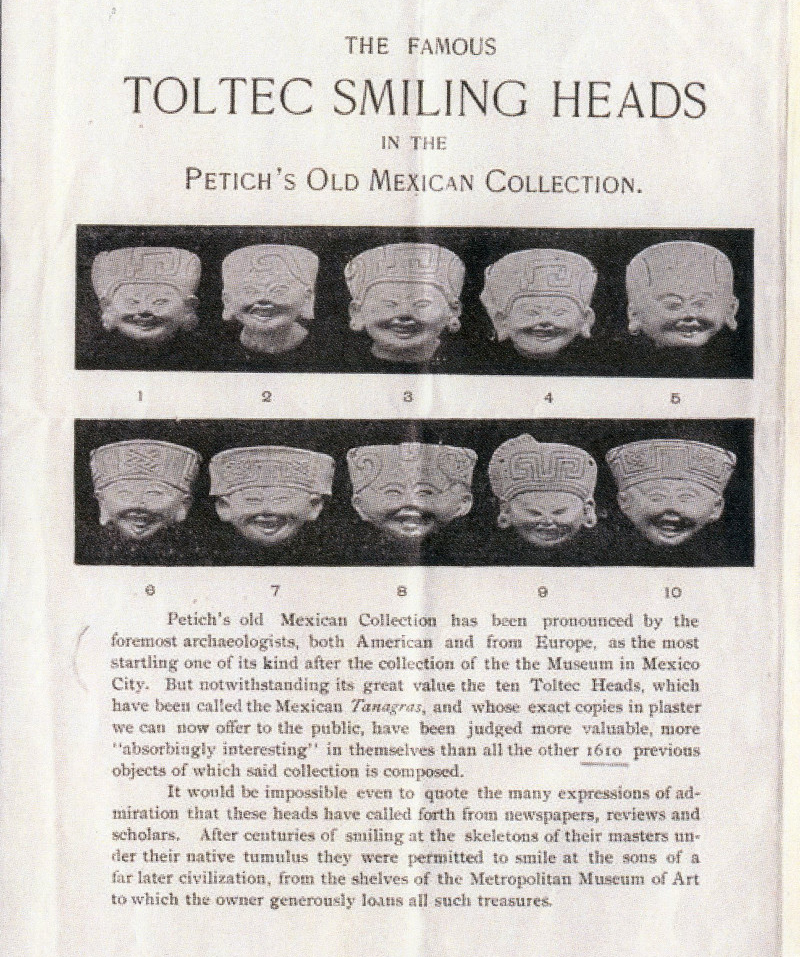 THE FAMOUS
TOLTEC SMILING HEADS
IN THE
PETICH'S OLD MEXICAN COLLECTION.
1 2 3 4 5
6 7 8 9 10
Petich's old Mexican Collection has been pronounced by the
foremost archaeologists, both American and from Europe, as the most
startling one of its kind after the collection of the the Museum in Mexico
City. But notwithstanding its great value the ten Toltec Heads, which
have been called the Mexican Tanagras, and whose exact copies in plaster
we can now offer to the public, have been judged more valuable, more
"absorbingly interesting" in themselves than all the other 1610 previous
objects of which said collection is composed.
It would be impossible even to quote the many expressions of ad-
miration that these heads have called forth from newspapers, reviews and
scholars. After centuries of smiling at the skeletons of their masters un-
der their native tumulus they were permitted to smile at the sons of a
far later civilization, from the shelves of the Metropolitan Museum of Art
to which the owner generously loans all such treasures.